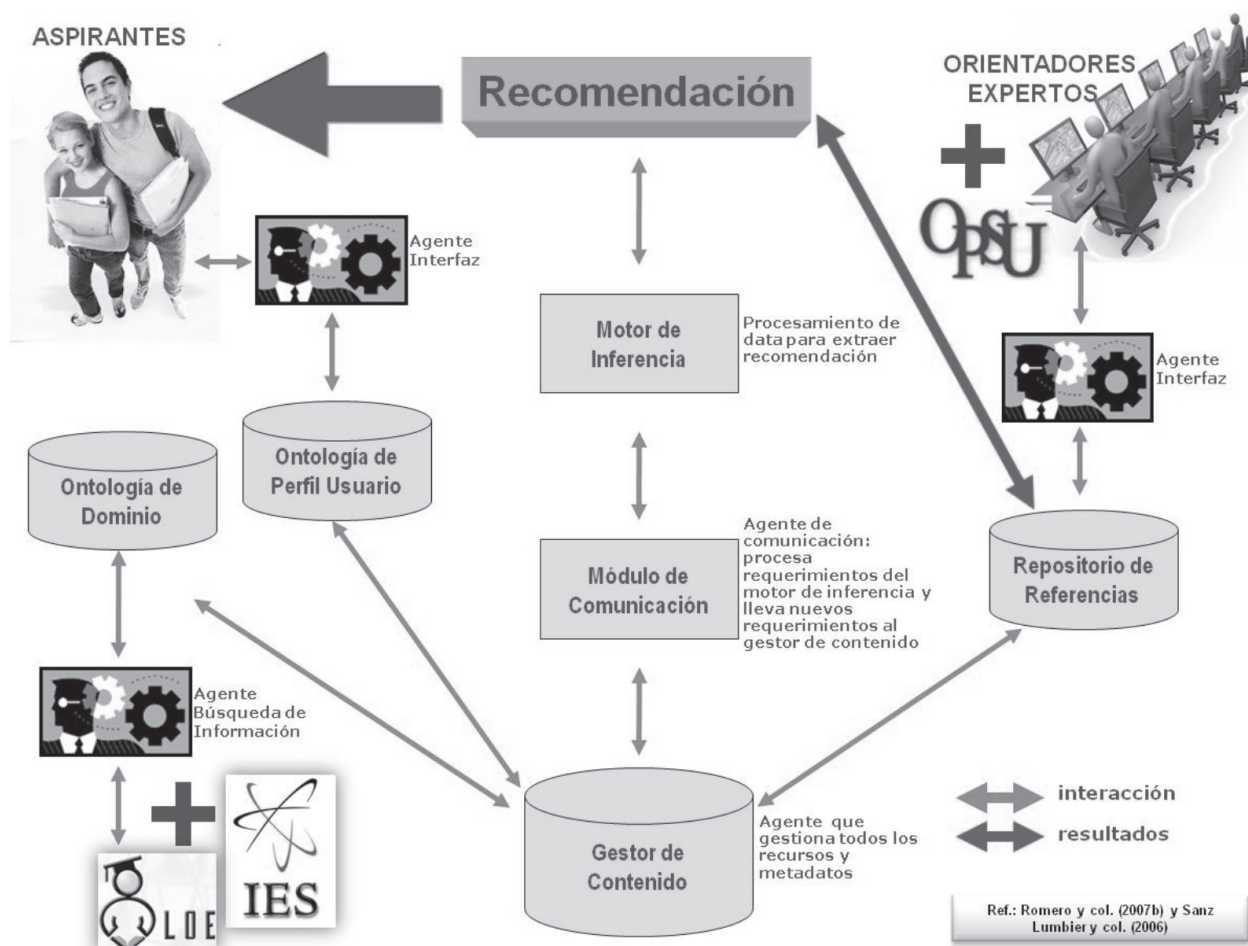 ASPIRANTES
Recomendación
ORIENTADORES
EXPERTOS
OPSU
Agente
Interfaz
Motor de
Inferencia
Procesamiento de
data para extraer
recomendación
Agente
Interfaz
Ontología de
Perfil Usuario
Ontología de
Dominio
Módulo de
Comunicación
Agente de
comunicación:
procesa
requerimientos del
motor de inferencia y
lleva nuevos
requerimientos al
gestor de contenido
Repositorio de
Referencias
Agente
Búsqueda de
Información
IES
LOE
Gestor de
Contenido
Agente que
gestiona todos los
recursos y
metadatos
interacción
resultados
Ref.: Romero y col. (2007b) y Sanz
Lumbier y col. (2006)